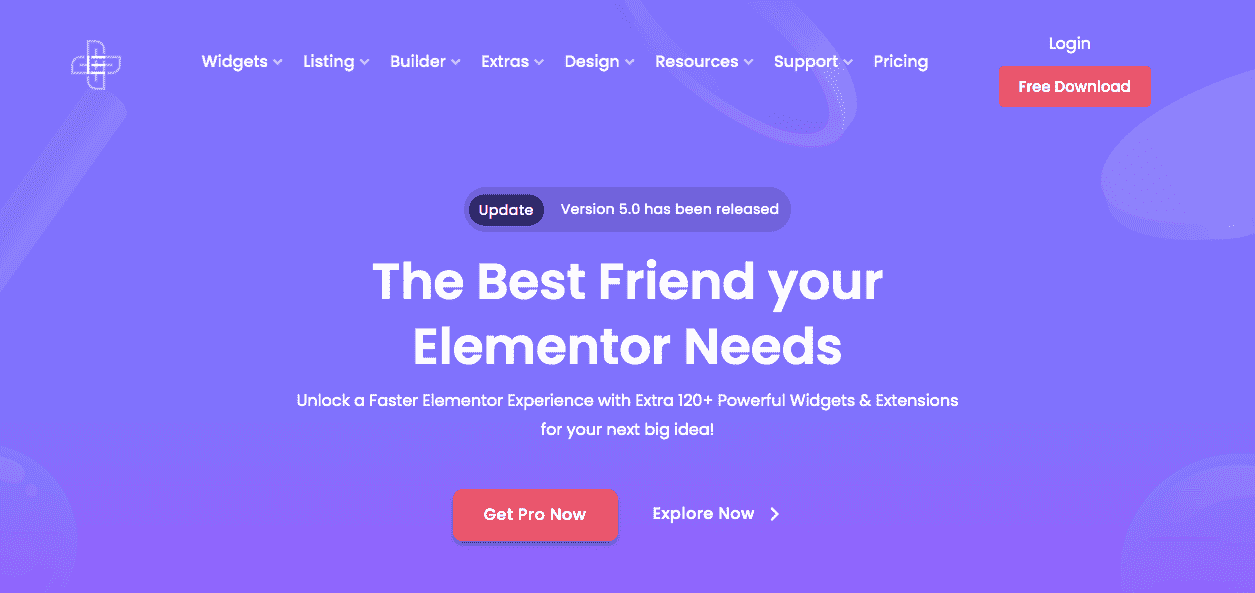 Login
Widgets Listing Builder Extras Design Resources Support Pricing
Free Download
Update Version 5.0 has been released
The Best Friend your
Elementor Needs
Unlock a Faster Elementor Experience with Extra 120+ Powerful Widgets & Extensions
for your next big idea!
Get Pro Now Explore Now